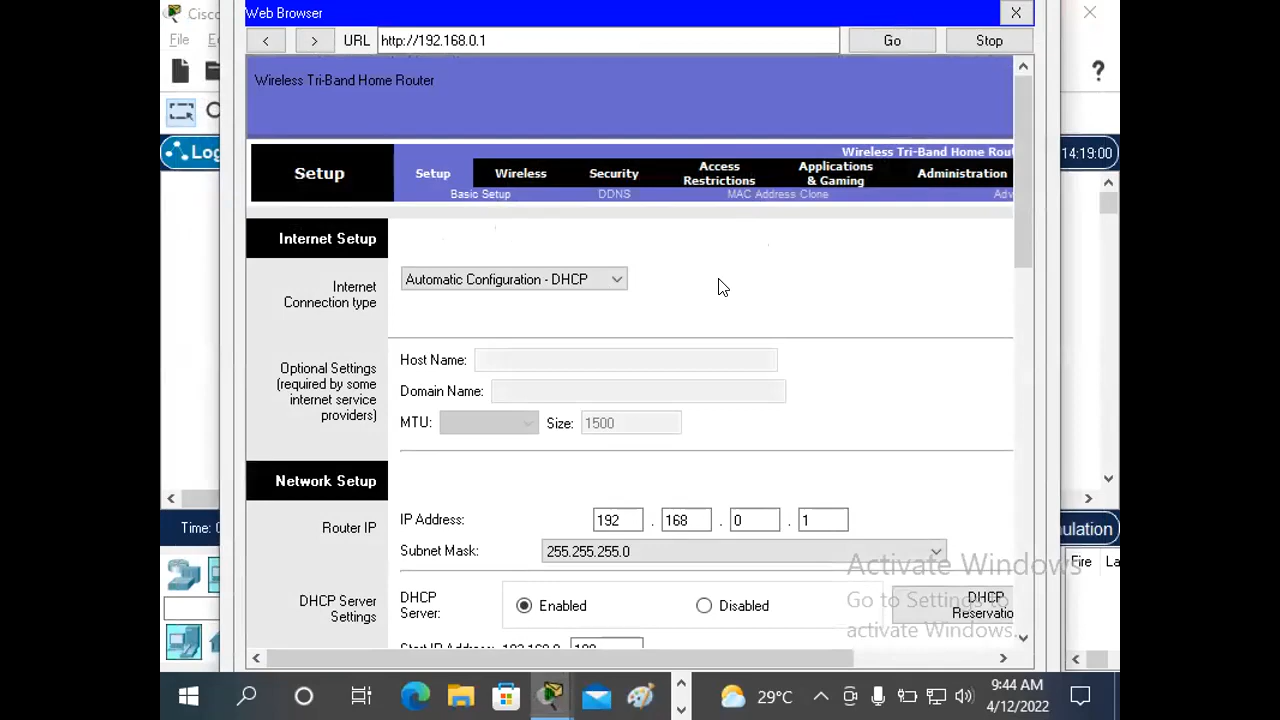 Cisco
Web Browser
X
File
<
>
URL
http://192.168.0.1
Go
Stop
?
Wireless Tri-Band Home Router
Wireless Tri-Band Home Rout
14:19:00
Setup
Setup
Wireless
Security
Access Restrictions
Applications & Gaming
Administration
Basic Setup
DDNS
MAC Address Clone
Internet Setup
Internet Connection type
Automatic Configuration - DHCP
Optional Settings
(required by some
internet service
providers)
Host Name:
Domain Name:
MTU:
Size:
1500
Network Setup
Router IP
IP Address:
192 . 168 . 0 . 1
Subnet Mask:
255.255.255.0
DHCP Server
Settings
DHCP
Server:
Enabled
Disabled
DHCP
Reservatio
Time:
Fire
Activate Windows
Go to Settings to
activate Windows.
29°C
9:44 AM
4/12/2022